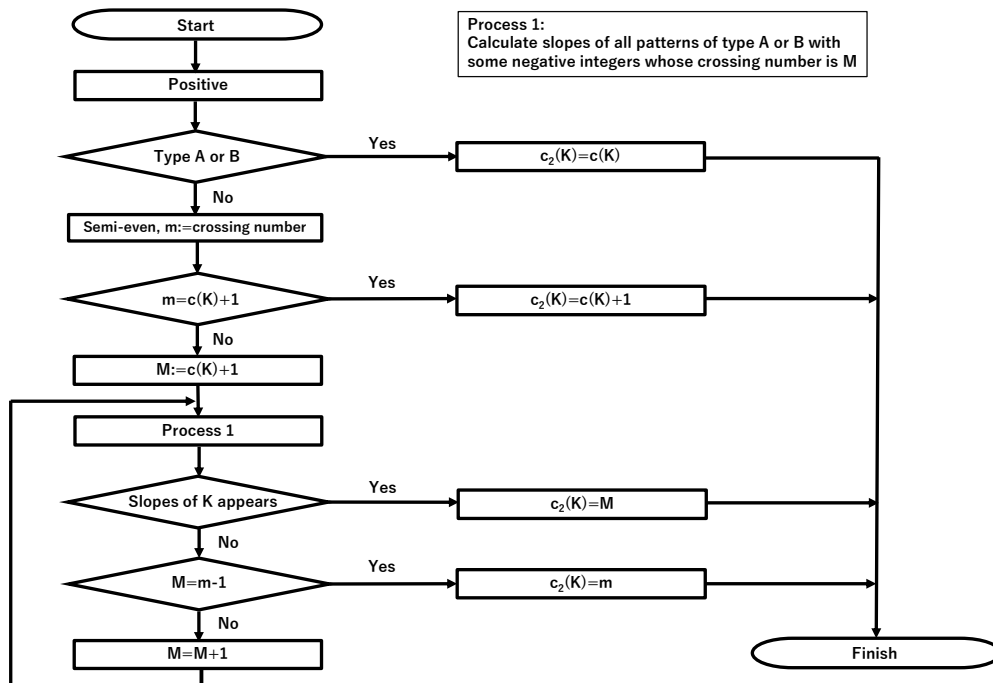 Start
Process 1:
Calculate slopes of all patterns of type A or B with
some negative integers whose crossing number is M
Positive
Type A or B
Yes
c₂(K)=c(K)
No
Semi-even, m:=crossing number
m=c(K)+1
Yes
c₂(K)=c(K)+1
No
M:=c(K)+1
Process 1
Slopes of K appears
Yes
c₂(K)=M
No
M=m-1
Yes
c₂(K)=m
No
M=M+1
Finish